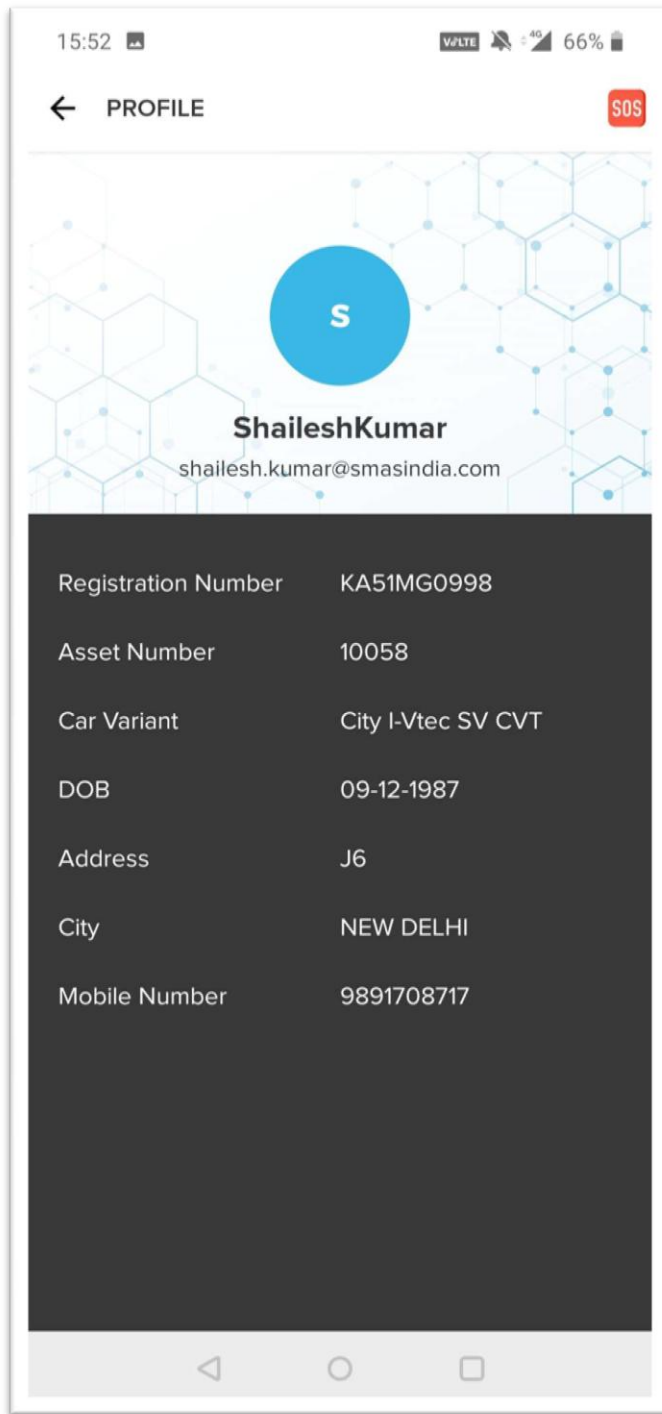 15:52 VoLTE 4G 66%
PROFILE SOS
S
ShaileshKumar
shailesh.kumar@smasindia.com
Registration Number KA51MG0998
Asset Number 10058
Car Variant City I-Vtec SV CVT
DOB 09-12-1987
Address J6
City NEW DELHI
Mobile Number 9891708717